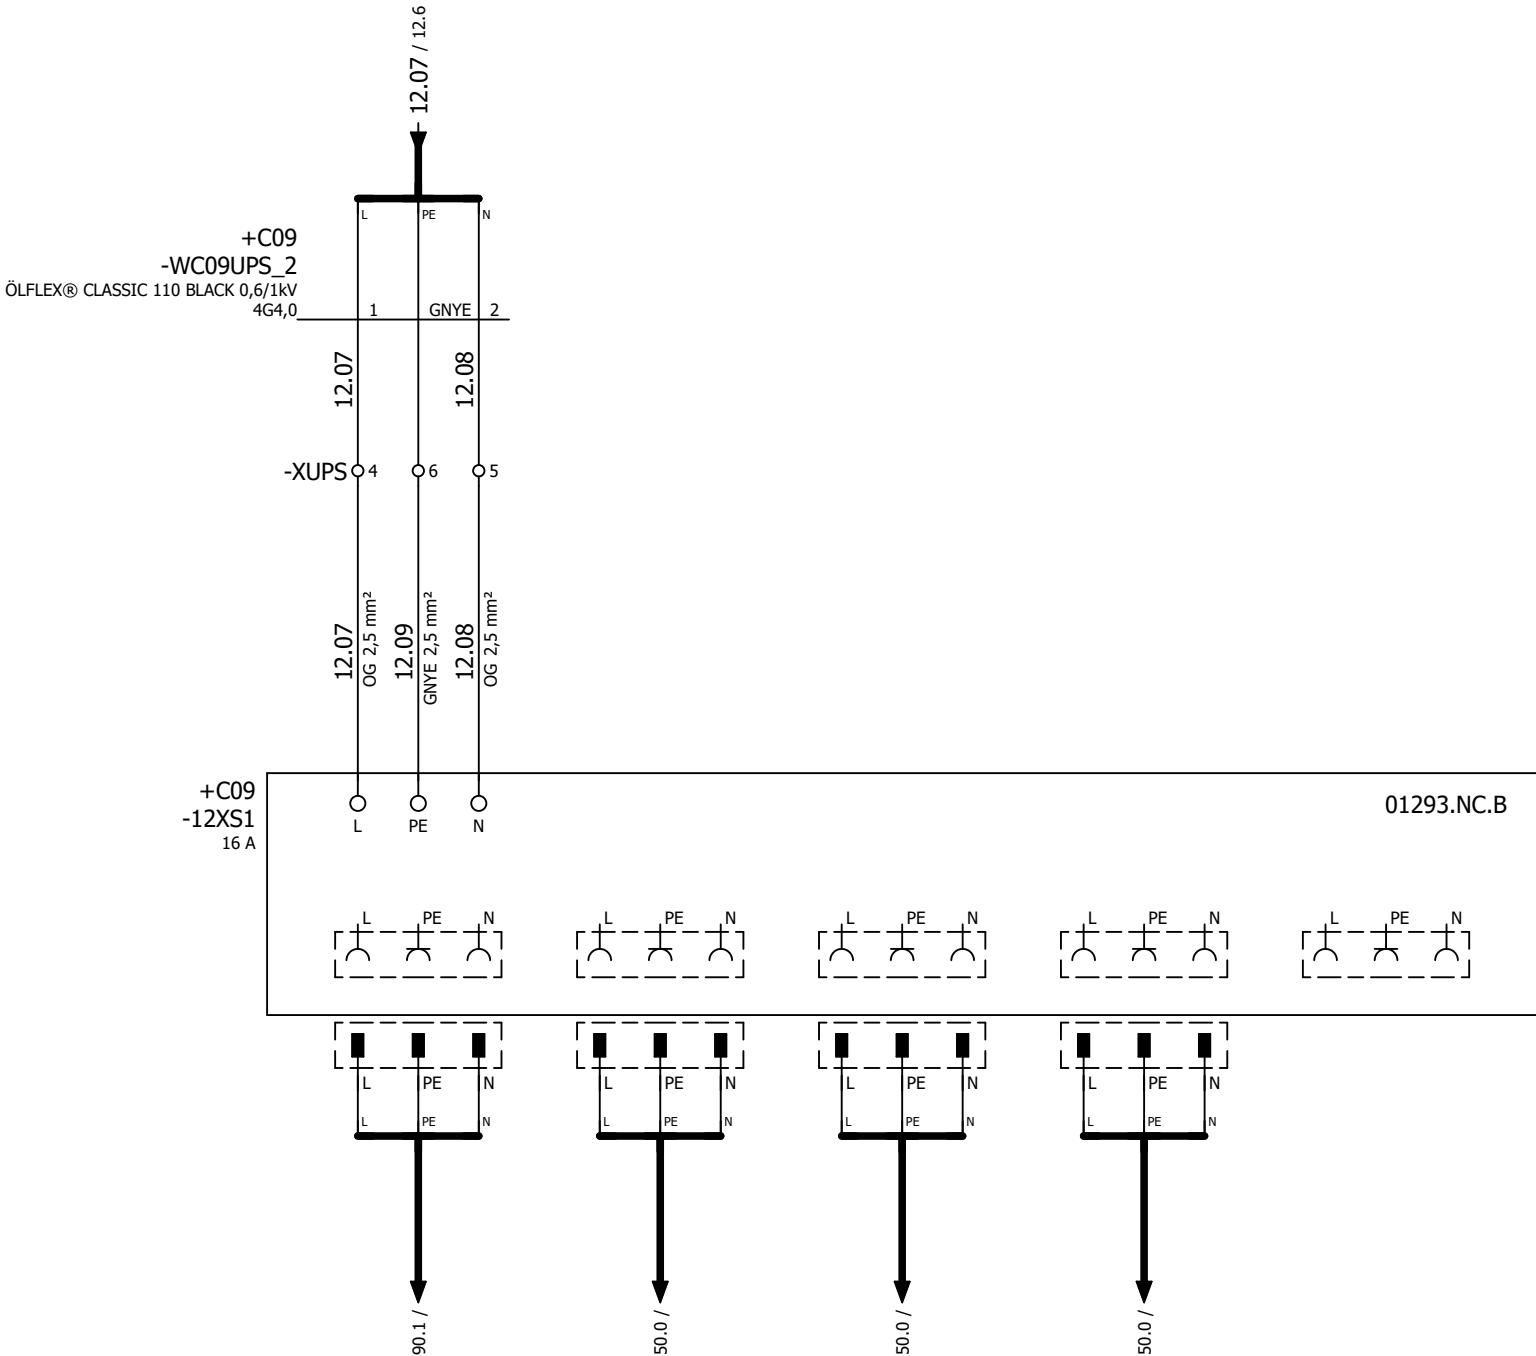 12.07 / 12.6
L PE N
+C09
-WC09UPS_2
ÖLFLEX® CLASSIC 110 BLACK 0,6/1kV
4G4,0
1 GNYE 2
12.07 12.08
-XUPS 4 6 5
12.07 OG 2,5 mm² 12.09 GNYE 2,5 mm² 12.08 OG 2,5 mm²
+C09
-12XS1
16 A
01293.NC.B
L PE N
L PE N L PE N L PE N L PE N L PE N
L PE N L PE N L PE N L PE N
L PE N L PE N L PE N L PE N
90.1 / 50.0 / 50.0 / 50.0 /